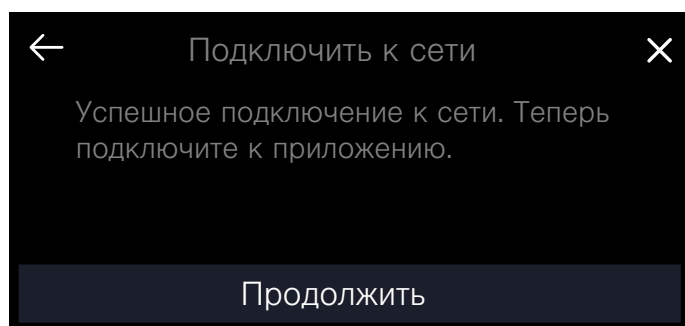 Подключить к сети
Успешное подключение к сети. Теперь
подключите к приложению.
Продолжить